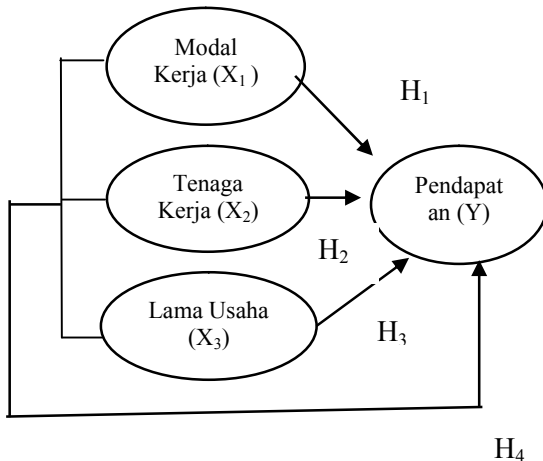 Modal
Kerja (X₁ )
H₁
Tenaga
Kerja (X₂)
Pendapat
an (Y)
H₂
Lama Usaha
(X₃)
H₃
H₄